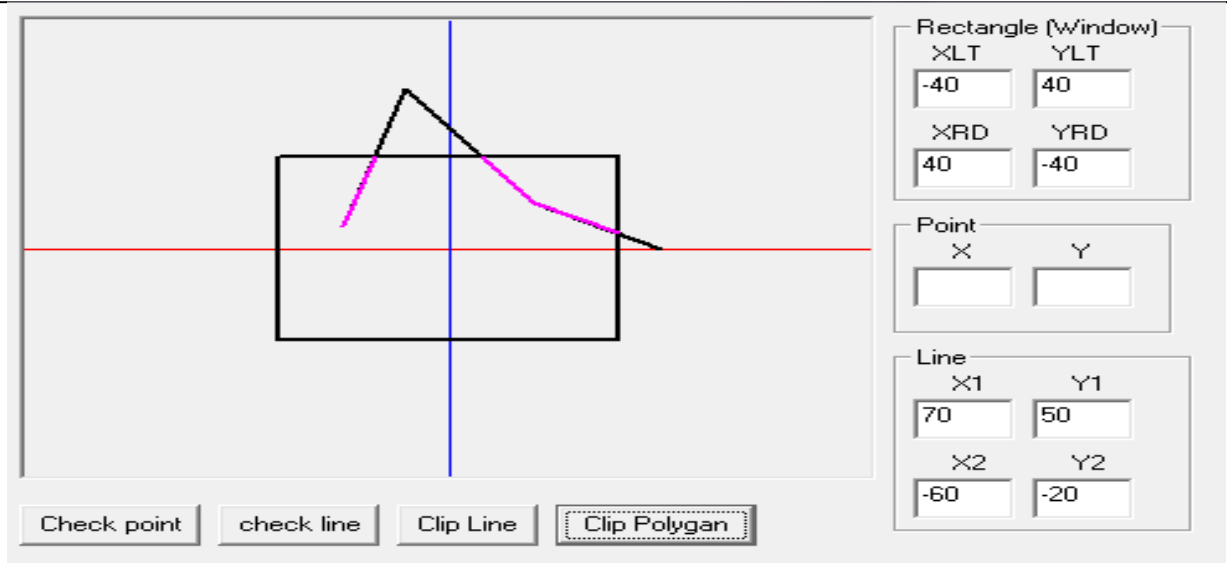 Rectangle (Window)
XLT YLT
-40 40
XRD YRD
40 -40
Point
X Y
Line
X1 Y1
70 50
X2 Y2
-60 -20
Check point check line Clip Line Clip Polygan